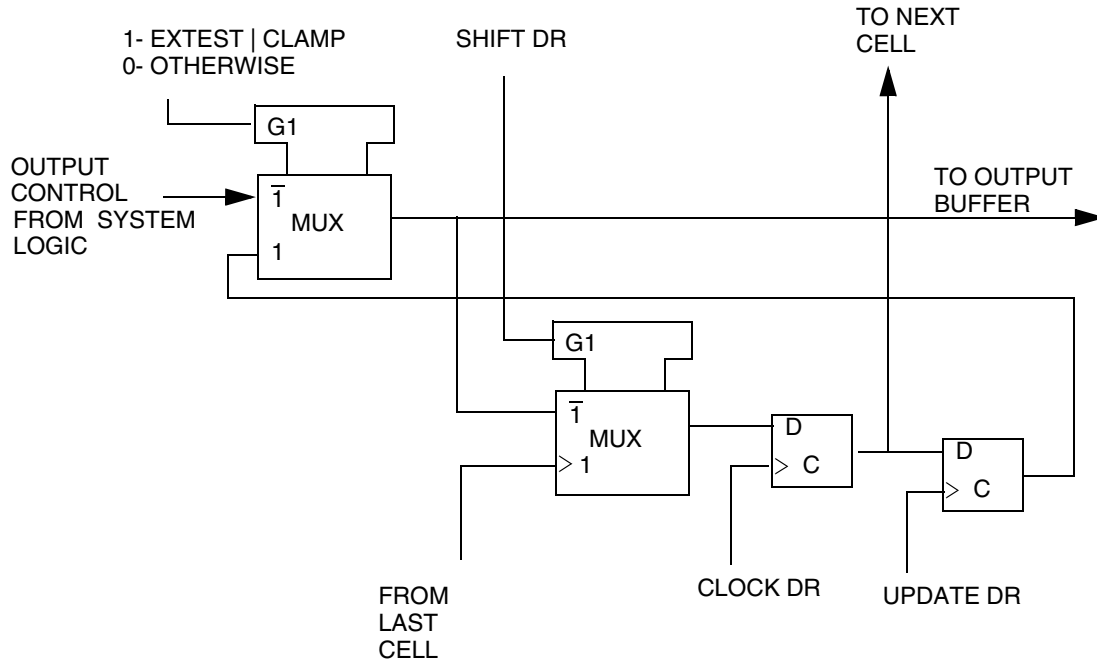 TO NEXT
CELL
1- EXTEST | CLAMP
0- OTHERWISE
SHIFT DR
G1
OUTPUT
CONTROL
FROM SYSTEM
LOGIC
1̅
MUX
1
TO OUTPUT
BUFFER
G1
1̅
MUX
1
D
C
D
C
FROM
LAST
CELL
CLOCK DR
UPDATE DR